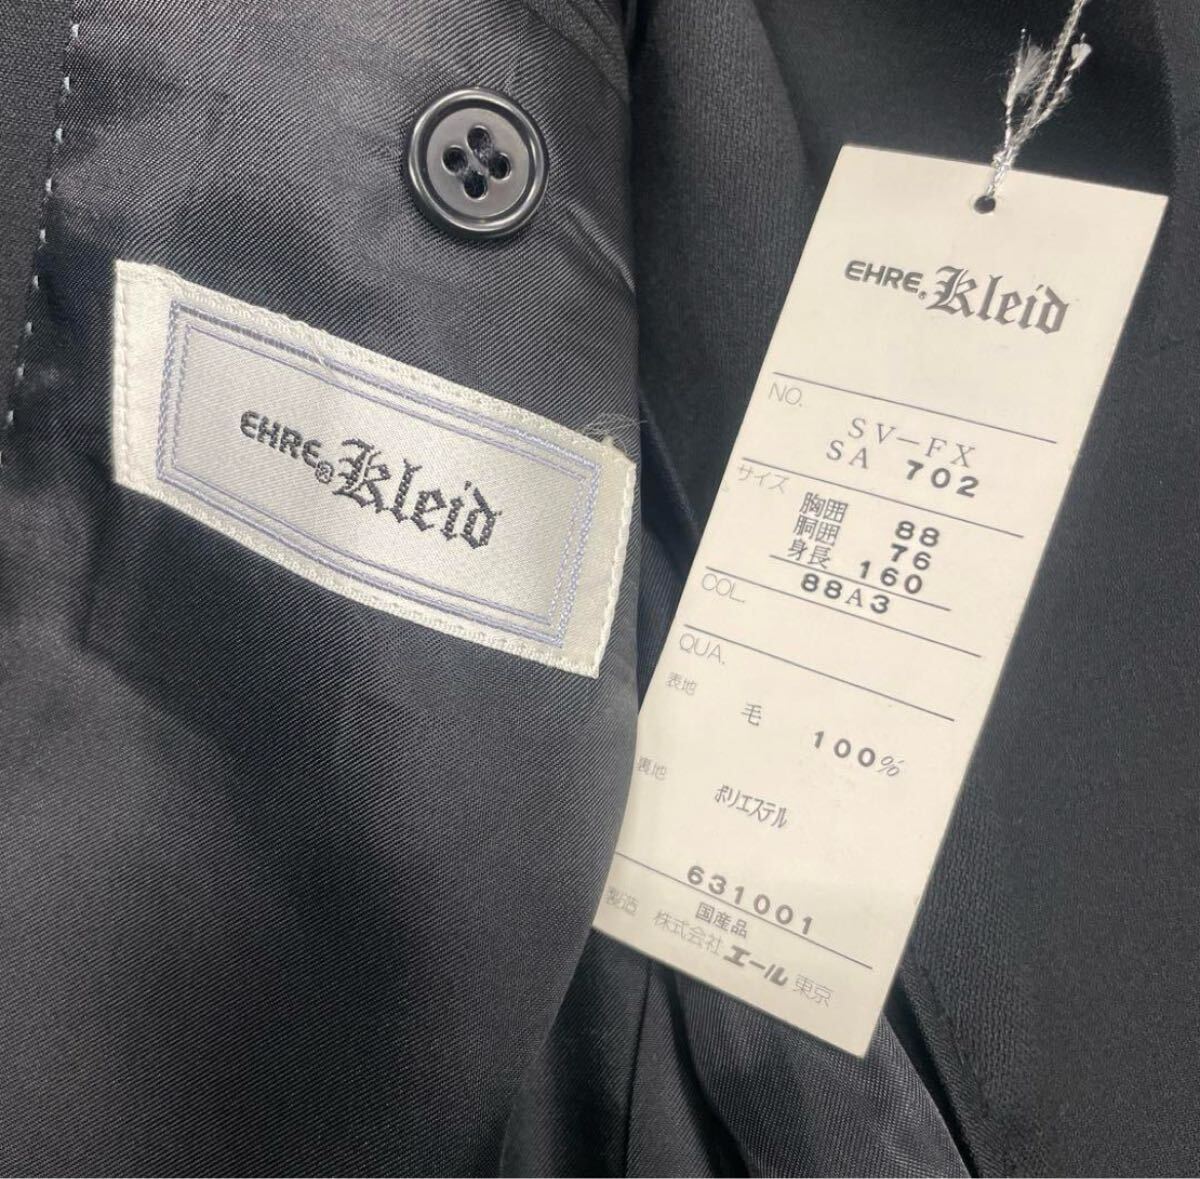 EHRE® Kleid
EHRE® Kleid
NO.
SV-FX
SA 702
サイズ
胸囲 88
胴囲 76
身長 160
88A3
COL.
QUA.
表地
毛 100%
裏地
ポリエステル
631001
国産品
製造 株式会社 エール 東京